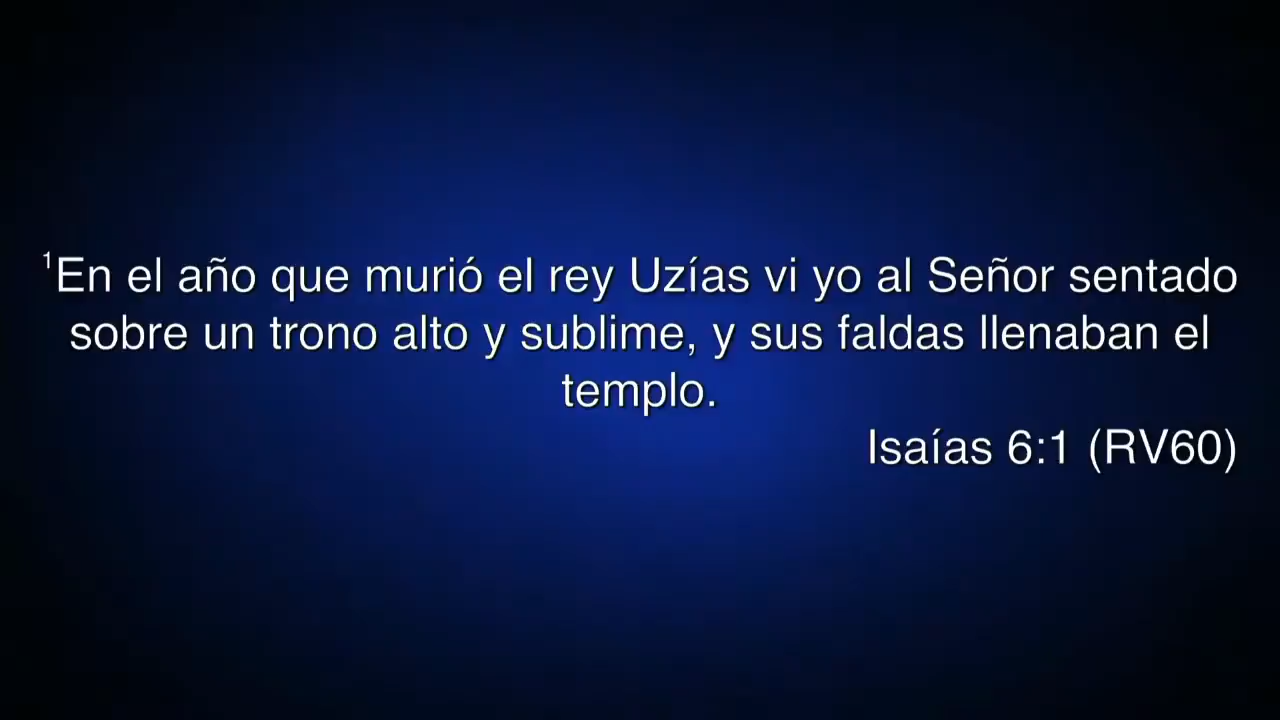 ¹En el año que murió el rey Uzías vi yo al Señor sentado
sobre un trono alto y sublime, y sus faldas llenaban el
templo.
Isaías 6:1 (RV60)